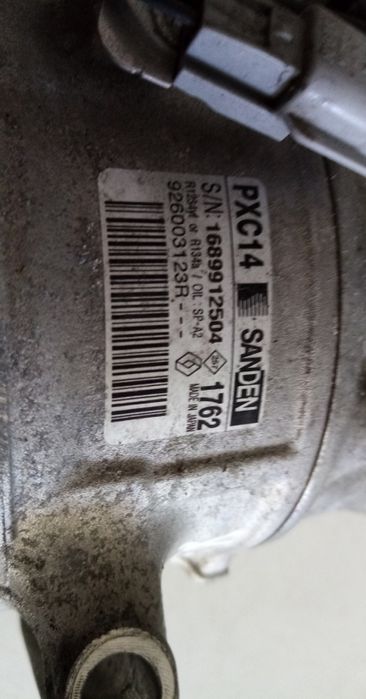 PXC14 SANDEN
S/N: 1689912504 1762
R1234yf or R134a / OIL : SP-A2 MADE IN JAPAN
926003123R---